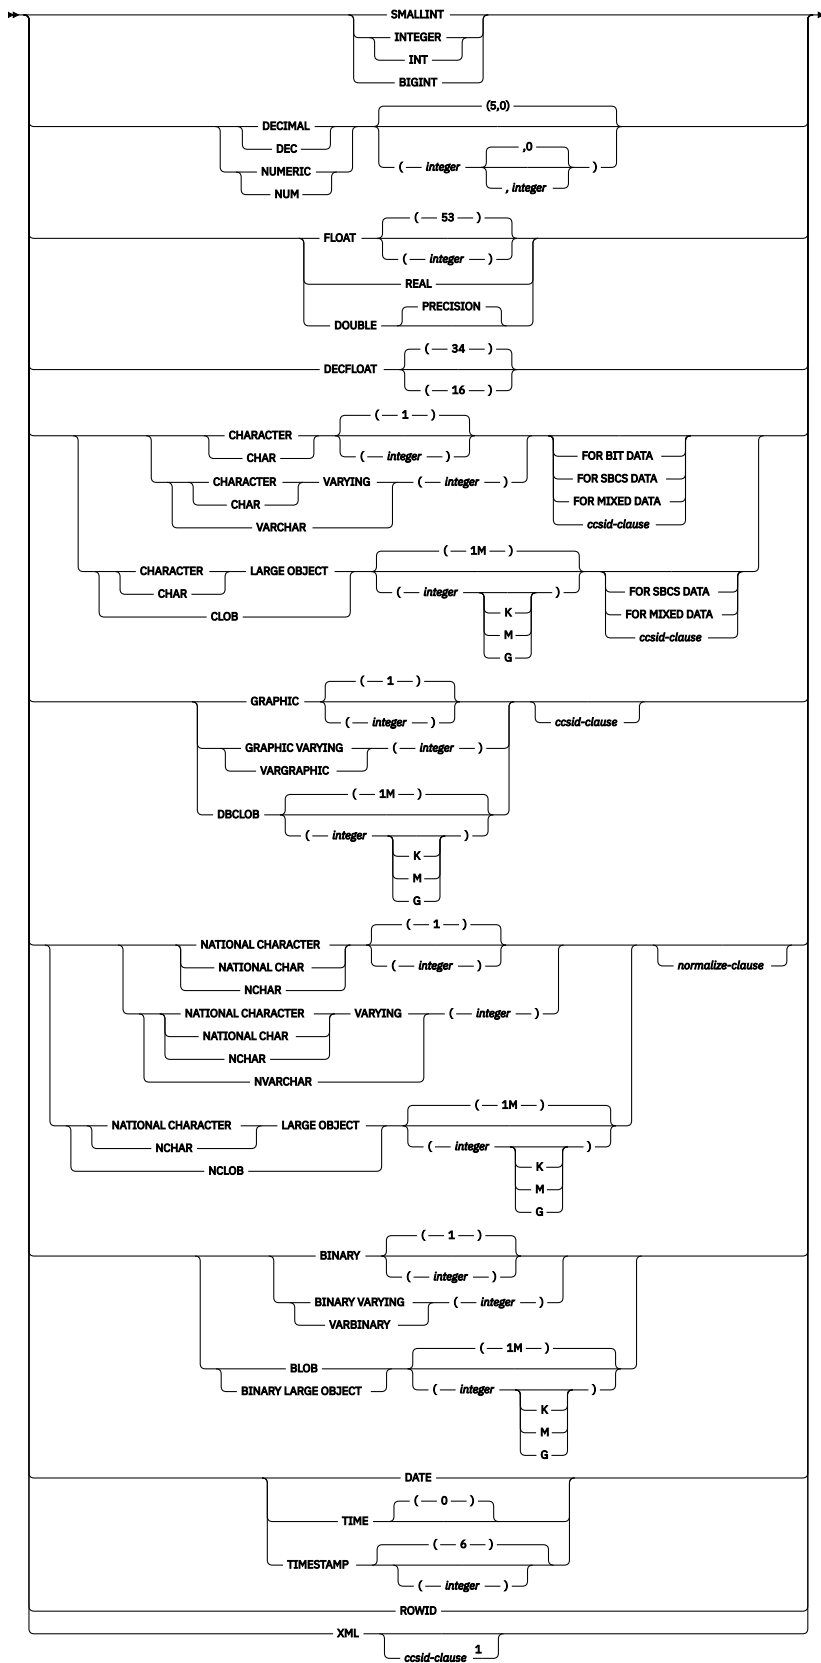 SMALLINT
INTEGER
INT
BIGINT
(5,0)
DECIMAL
DEC
,0
NUMERIC
( integer )
NUM
, integer
( 53 )
FLOAT
( integer )
REAL
PRECISION
DOUBLE
( 34 )
DECFLOAT
( 16 )
( 1 )
CHARACTER
CHAR
( integer )
FOR BIT DATA
FOR SBCS DATA
FOR MIXED DATA
ccsid-clause
CHARACTER VARYING ( integer )
CHAR
VARCHAR
( 1M )
CHARACTER LARGE OBJECT
CHAR
( integer )
K
M
G
FOR SBCS DATA
FOR MIXED DATA
ccsid-clause
CLOB
( 1 )
GRAPHIC
( integer )
ccsid-clause
GRAPHIC VARYING ( integer )
VARGRAPHIC
( 1M )
DBCLOB
( integer )
K
M
G
( 1 )
NATIONAL CHARACTER
NATIONAL CHAR ( integer )
normalize-clause
NCHAR
NATIONAL CHARACTER VARYING ( integer )
NATIONAL CHAR
NCHAR
NVARCHAR
( 1M )
NATIONAL CHARACTER LARGE OBJECT
NCHAR
( integer )
NCLOB
K
M
G
( 1 )
BINARY
( integer )
BINARY VARYING ( integer )
VARBINARY
( 1M )
BLOB
BINARY LARGE OBJECT
( integer )
K
M
G
DATE
( 0 )
TIME
( 6 )
TIMESTAMP
( integer )
ROWID
XML
ccsid-clause 1